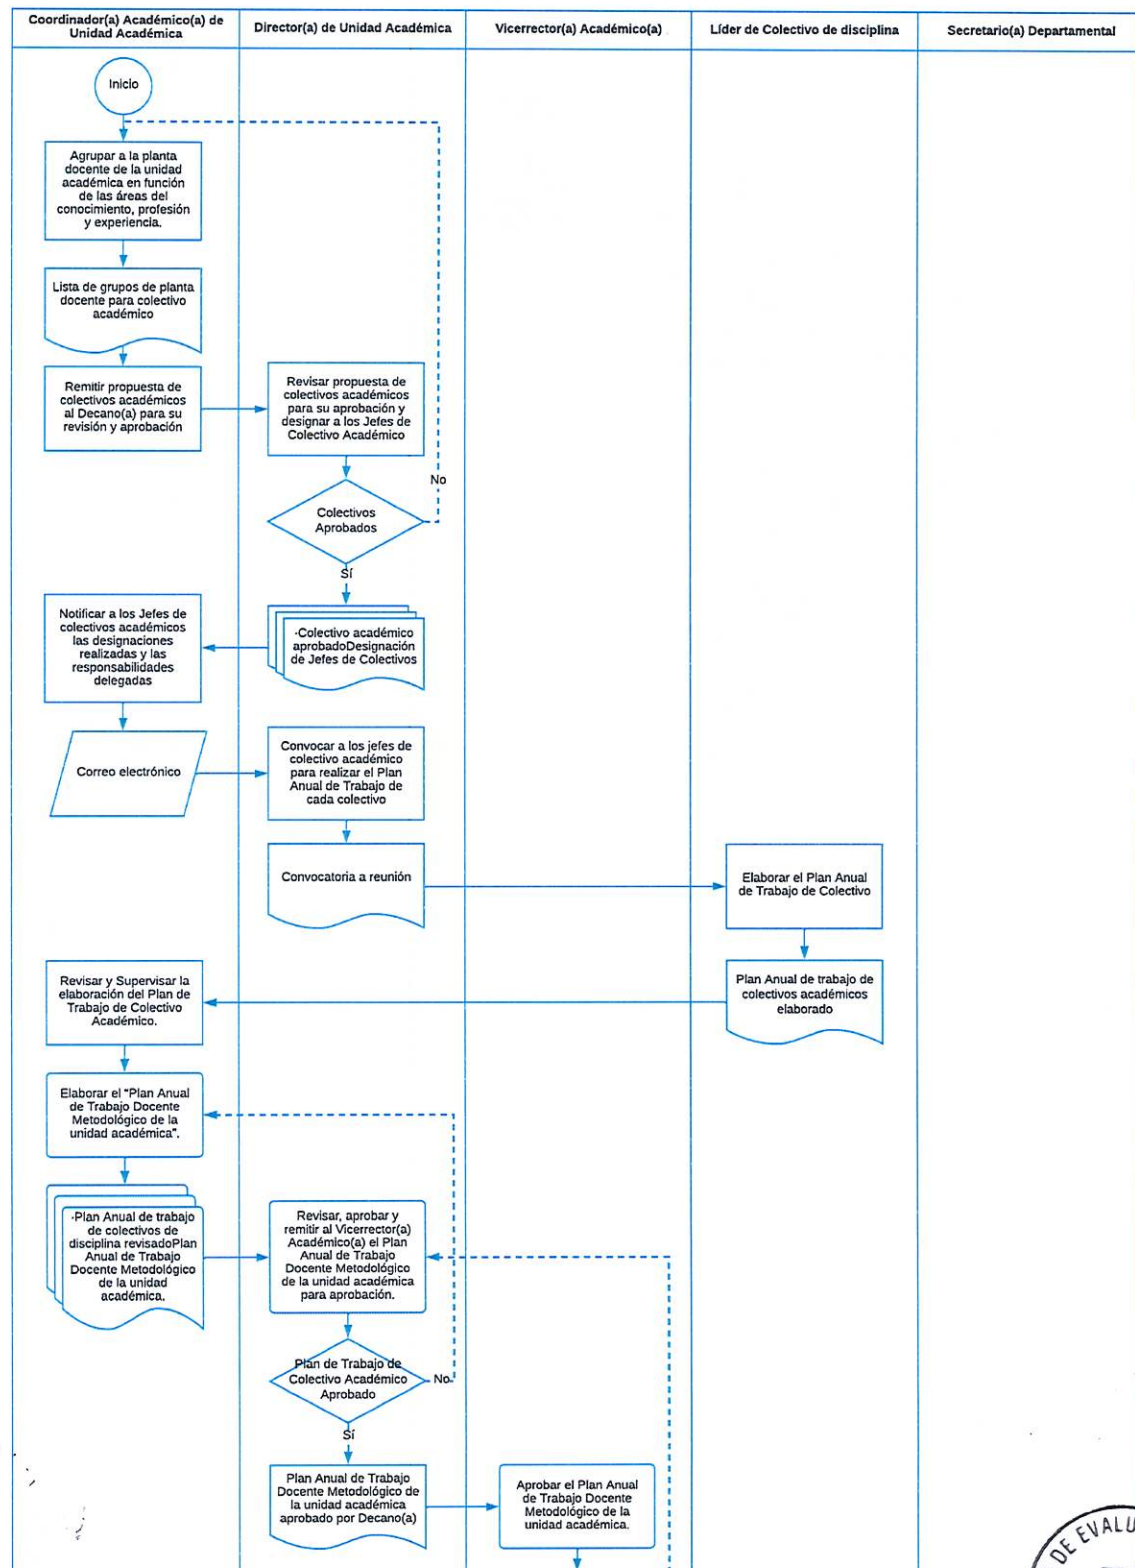 Coordinador(a) Académico(a) de
Unidad Académica
Director(a) de Unidad Académica
Vicerrector(a) Académico(a)
Líder de Colectivo de disciplina
Secretario(a) Departamental
Inicio
Agrupar a la planta
docente de la unidad
académica en función
de las áreas del
conocimiento, profesión
y experiencia.
Lista de grupos de planta
docente para colectivo
académico
Remitir propuesta de
colectivos académicos
al Decano(a) para su
revisión y aprobación
Revisar propuesta de
colectivos académicos
para su aprobación y
designar a los Jefes de
Colectivo Académico
No
Colectivos
Aprobados
Sí
Notificar a los Jefes de
colectivos académicos
las designaciones
realizadas y las
responsabilidades
delegadas
·Colectivo académico
aprobadoDesignación
de Jefes de Colectivos
Correo electrónico
Convocar a los jefes de
colectivo académico
para realizar el Plan
Anual de Trabajo de
cada colectivo
Convocatoria a reunión
Elaborar el Plan Anual
de Trabajo de Colectivo
Revisar y Supervisar la
elaboración del Plan de
Trabajo de Colectivo
Académico.
Plan Anual de trabajo de
colectivos académicos
elaborado
Elaborar el "Plan Anual
de Trabajo Docente
Metodológico de la
unidad académica".
·Plan Anual de trabajo
de colectivos de
disciplina revisadoPlan
Anual de Trabajo
Docente Metodológico
de la unidad
académica.
Revisar, aprobar y
remitir al Vicerrector(a)
Académico(a) el Plan
Anual de Trabajo
Docente Metodológico
de la unidad académica
para aprobación.
Plan de Trabajo de
Colectivo Académico
Aprobado
No
Sí
Plan Anual de Trabajo
Docente Metodológico de
la unidad académica
aprobado por Decano(a)
Aprobar el Plan Anual
de Trabajo Docente
Metodológico de la
unidad académica.
DE EVALU